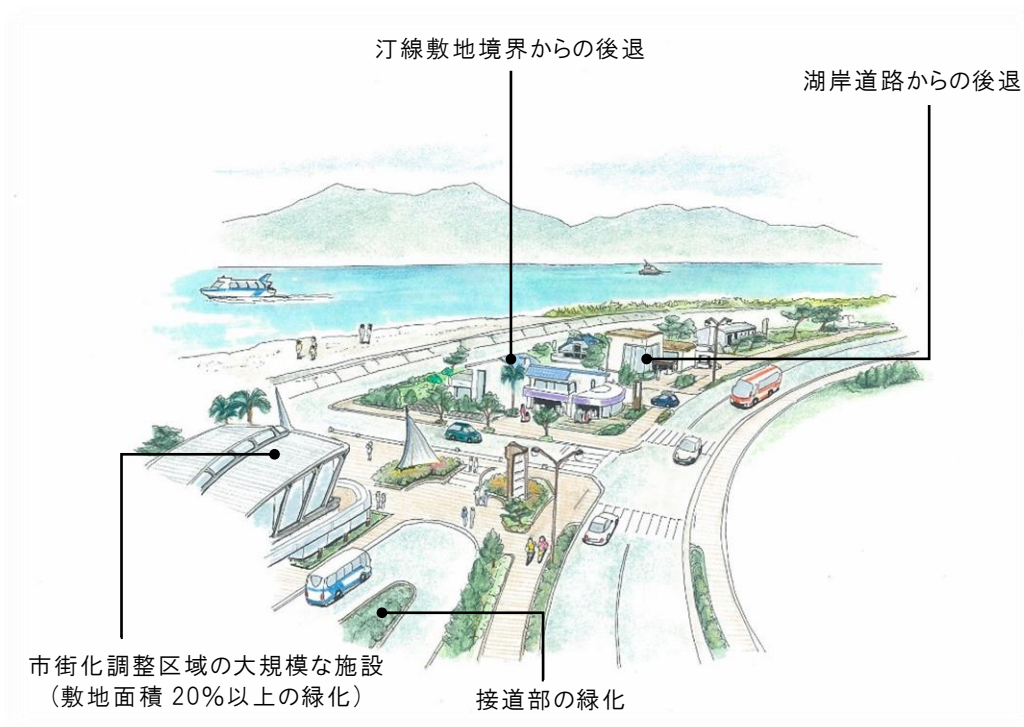 汀線敷地境界からの後退
湖岸道路からの後退
市街化調整区域の大規模な施設
（敷地面積 20％以上の緑化）
接道部の緑化